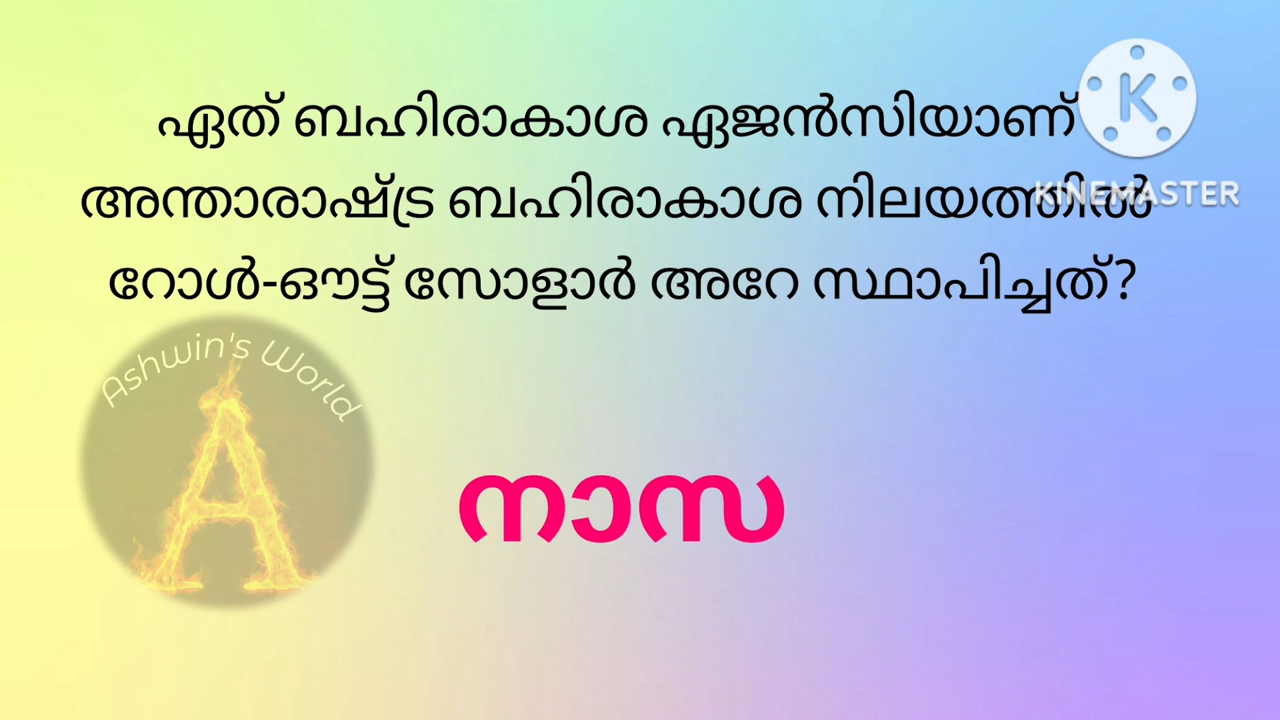 ഏത് ബഹിരാകാശ ഏജൻസിയാണ്
അന്താരാഷ്ട്ര ബഹിരാകാശ നിലയത്തിൽ
റോൾ-ഔട്ട് സോളാർ അറേ സ്ഥാപിച്ചത്?
K
KINEMASTER
Ashwin's World
A
നാസ